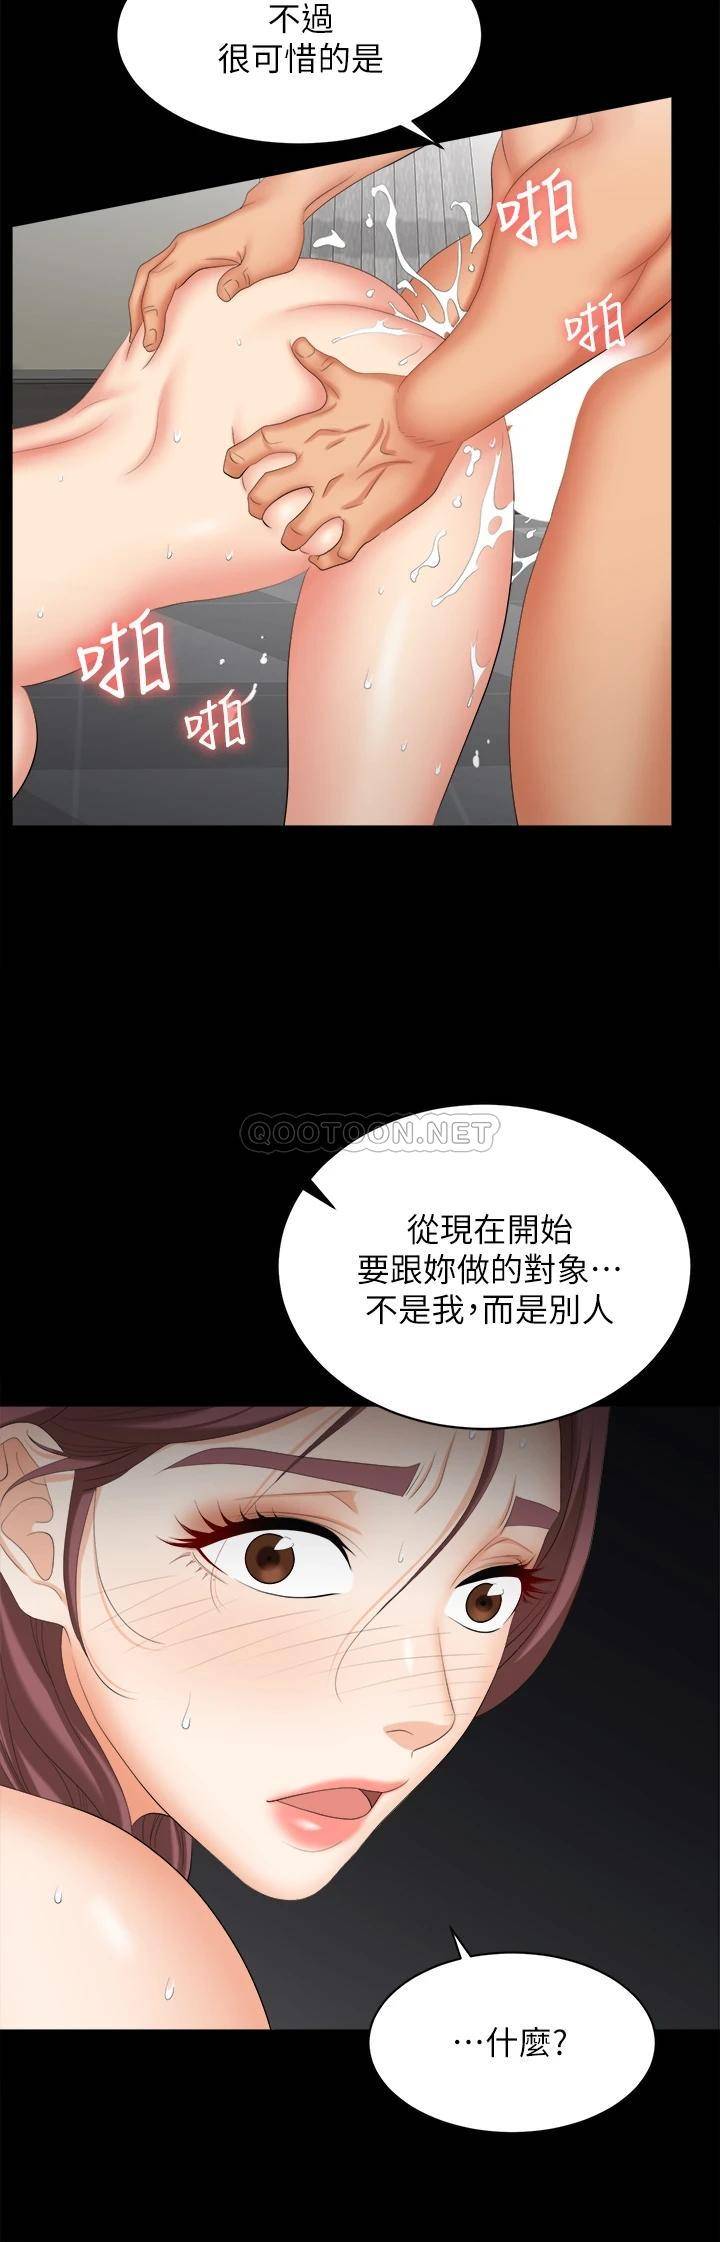 不過
很可惜的是
啪
啪
啪
啪
QOOTOON.NET
從現在開始
要跟妳做的對象⋯
不是我,而是別人
⋯什麼?